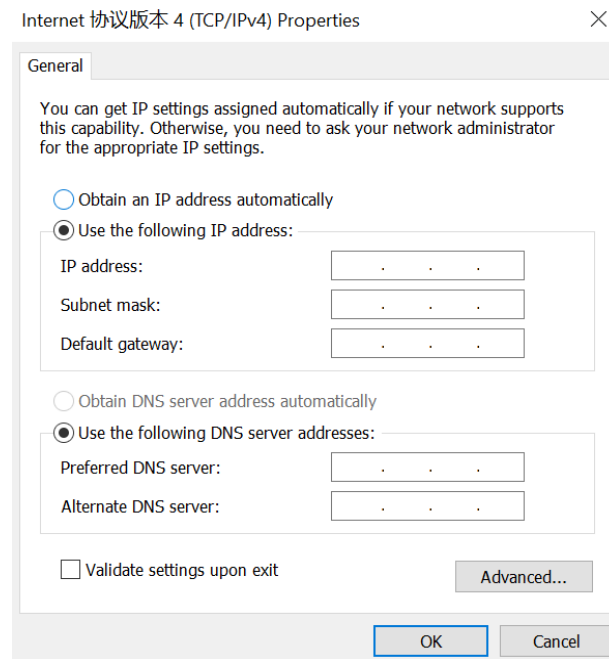 Internet 协议版本 4 (TCP/IPv4) Properties
General
You can get IP settings assigned automatically if your network supports
this capability. Otherwise, you need to ask your network administrator
for the appropriate IP settings.
Obtain an IP address automatically
Use the following IP address:
IP address:
Subnet mask:
Default gateway:
Obtain DNS server address automatically
Use the following DNS server addresses:
Preferred DNS server:
Alternate DNS server:
Validate settings upon exit
Advanced...
OK
Cancel